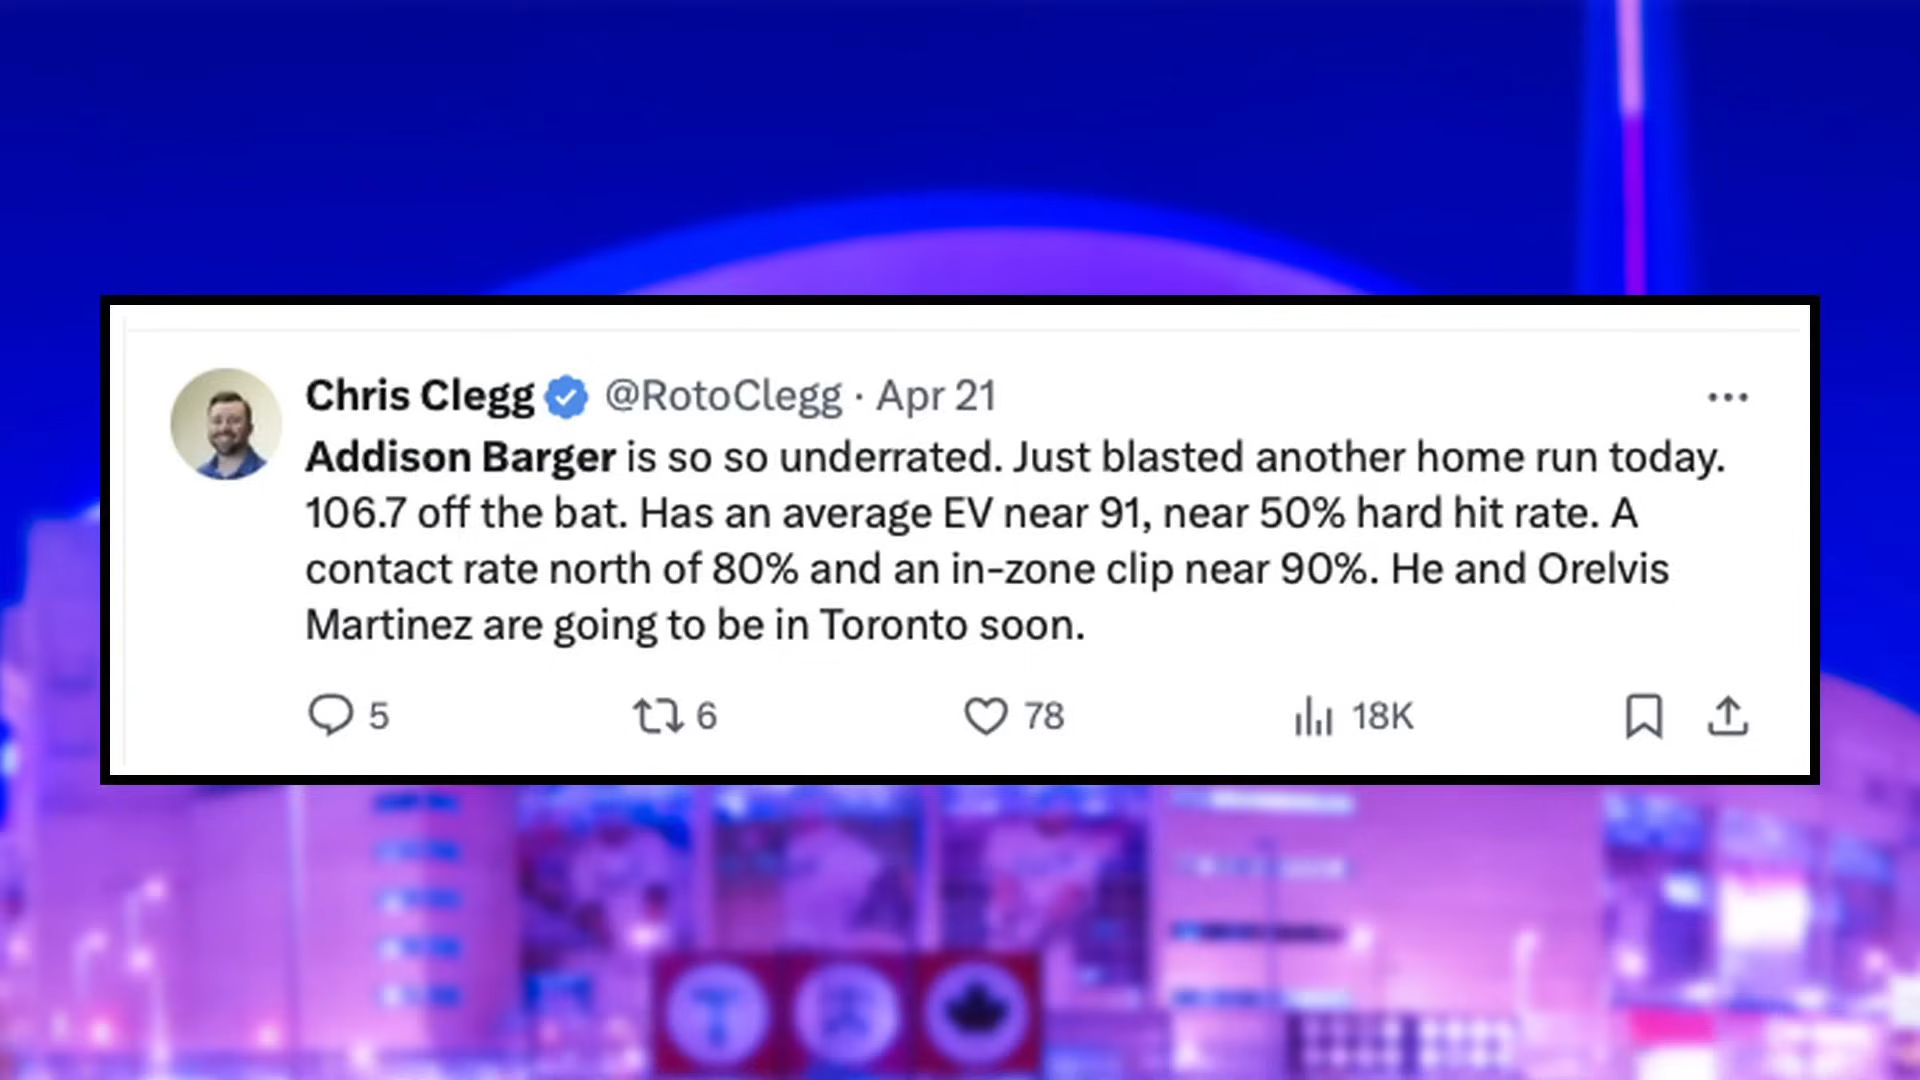 Chris Clegg @RotoClegg · Apr 21
Addison Barger is so so underrated. Just blasted another home run today.
106.7 off the bat. Has an average EV near 91, near 50% hard hit rate. A
contact rate north of 80% and an in-zone clip near 90%. He and Orelvis
Martinez are going to be in Toronto soon.
5 6 78 18K